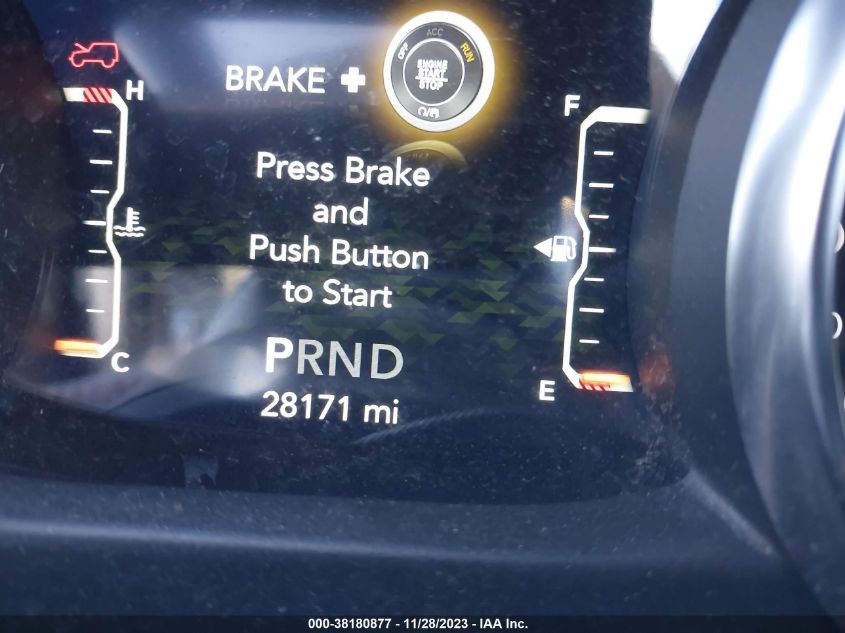 OFF ACC RUN
ENGINE
START
STOP
BRAKE +
H
F
Press Brake
and
Push Button
to Start
PRND
C
E
28171 mi
000-38180877 - 11/28/2023 - IAA Inc.